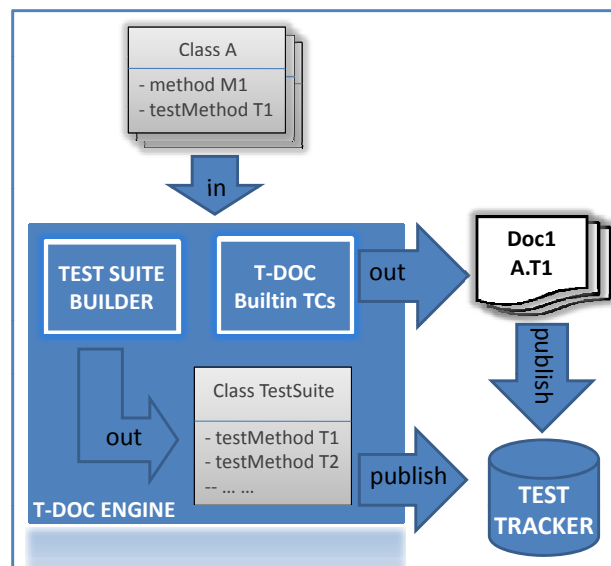 Class A
- method M1
- testMethod T1
in
TEST SUITE
BUILDER
T-DOC
Builtin TCs
out
Doc1
A.T1
publish
out
Class TestSuite
- testMethod T1
- testMethod T2
-- ... ...
publish
T-DOC ENGINE
TEST
TRACKER